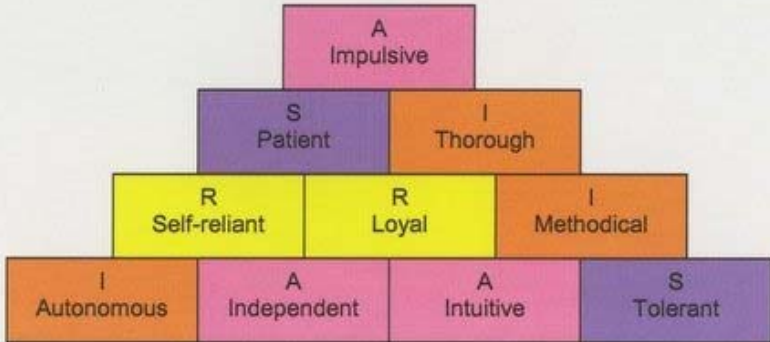 A
Impulsive
S
Patient
I
Thorough
R
Self-reliant
R
Loyal
I
Methodical
I
Autonomous
A
Independent
A
Intuitive
S
Tolerant